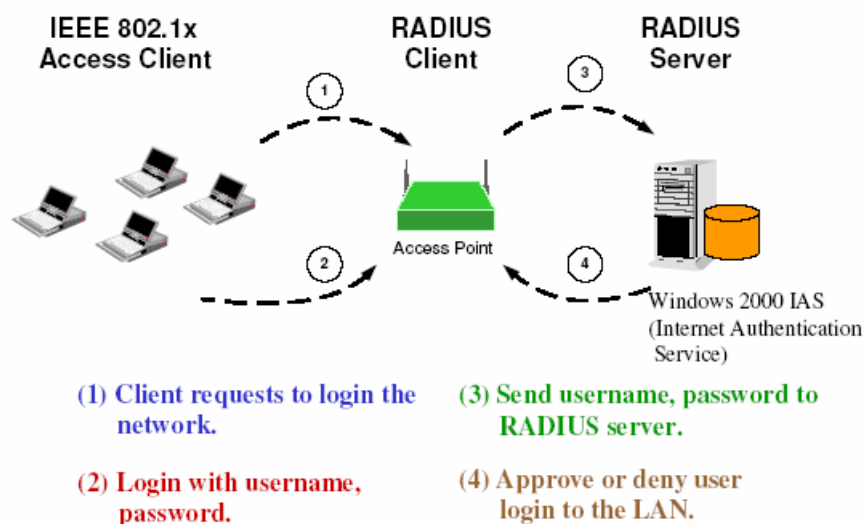 IEEE 802.1x
Access Client
RADIUS
Client
RADIUS
Server
1
3
Access Point
2
4
Windows 2000 IAS
(Internet Authentication
Service)
(1) Client requests to login the
network.
(2) Login with username,
password.
(3) Send username, password to
RADIUS server.
(4) Approve or deny user
login to the LAN.